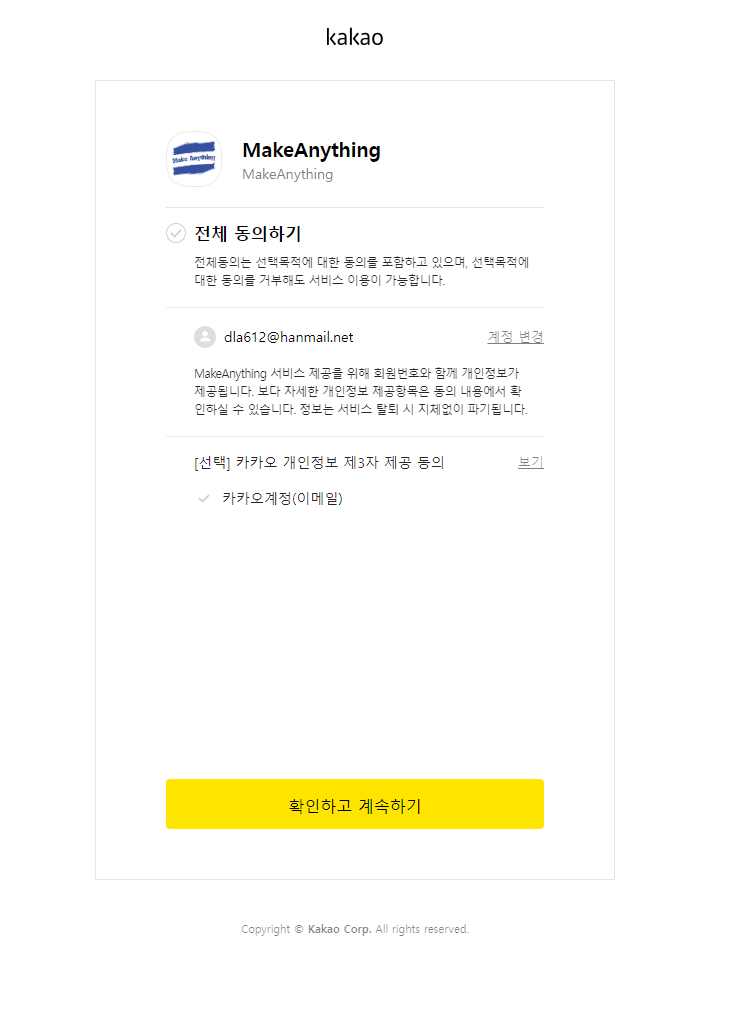 kakao
Make Anything
MakeAnything
MakeAnything
전체 동의하기
전체동의는 선택목적에 대한 동의를 포함하고 있으며, 선택목적에
대한 동의를 거부해도 서비스 이용이 가능합니다.
dla612@hanmail.net 계정 변경
MakeAnything 서비스 제공을 위해 회원번호와 함께 개인정보가
제공됩니다. 보다 자세한 개인정보 제공항목은 동의 내용에서 확
인하실 수 있습니다. 정보는 서비스 탈퇴 시 지체없이 파기됩니다.
[선택] 카카오 개인정보 제3자 제공 동의 보기
카카오계정(이메일)
확인하고 계속하기
Copyright © Kakao Corp. All rights reserved.